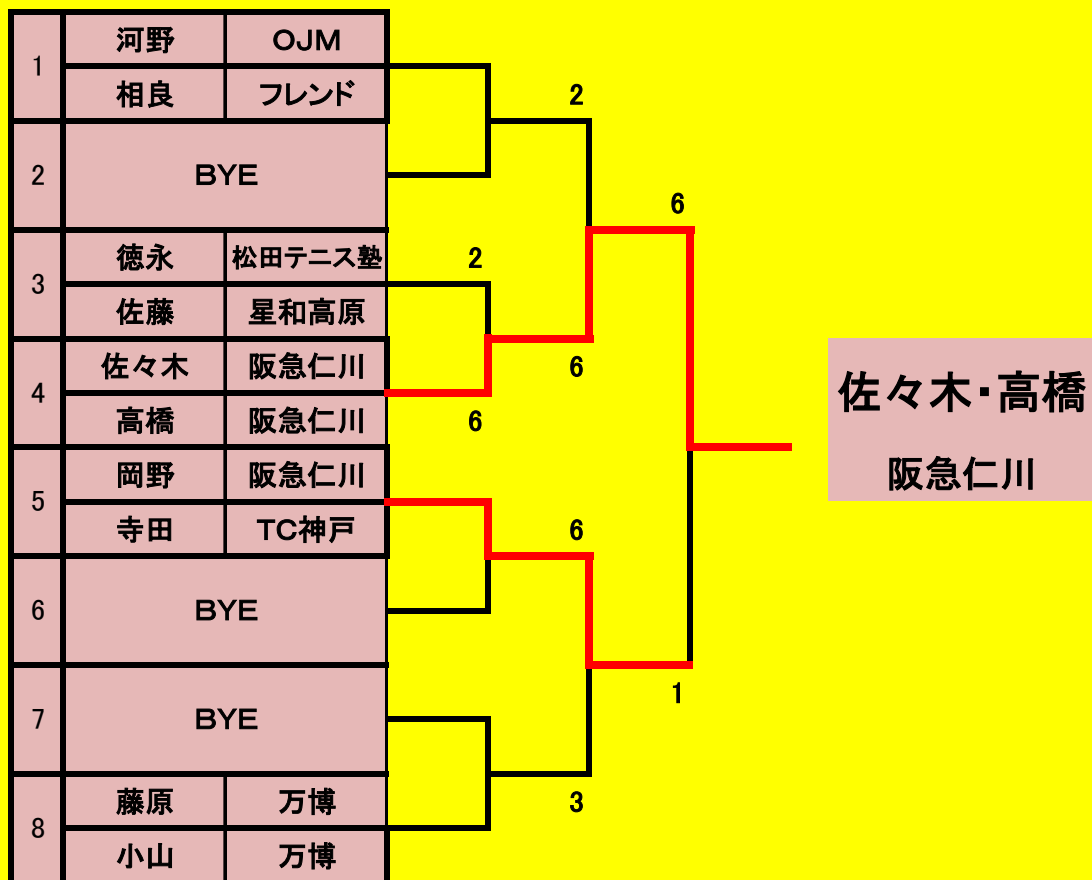 1
河野 OJM
相良 フレンド
2
2 BYE
6
徳永 松田テニス塾 2
3
佐藤 星和高原
佐々木 阪急仁川 6
4
高橋 阪急仁川 6
佐々木・高橋
阪急仁川
岡野 阪急仁川
5
寺田 TC神戸 6
6 BYE
1
7 BYE
藤原 万博 3
8
小山 万博